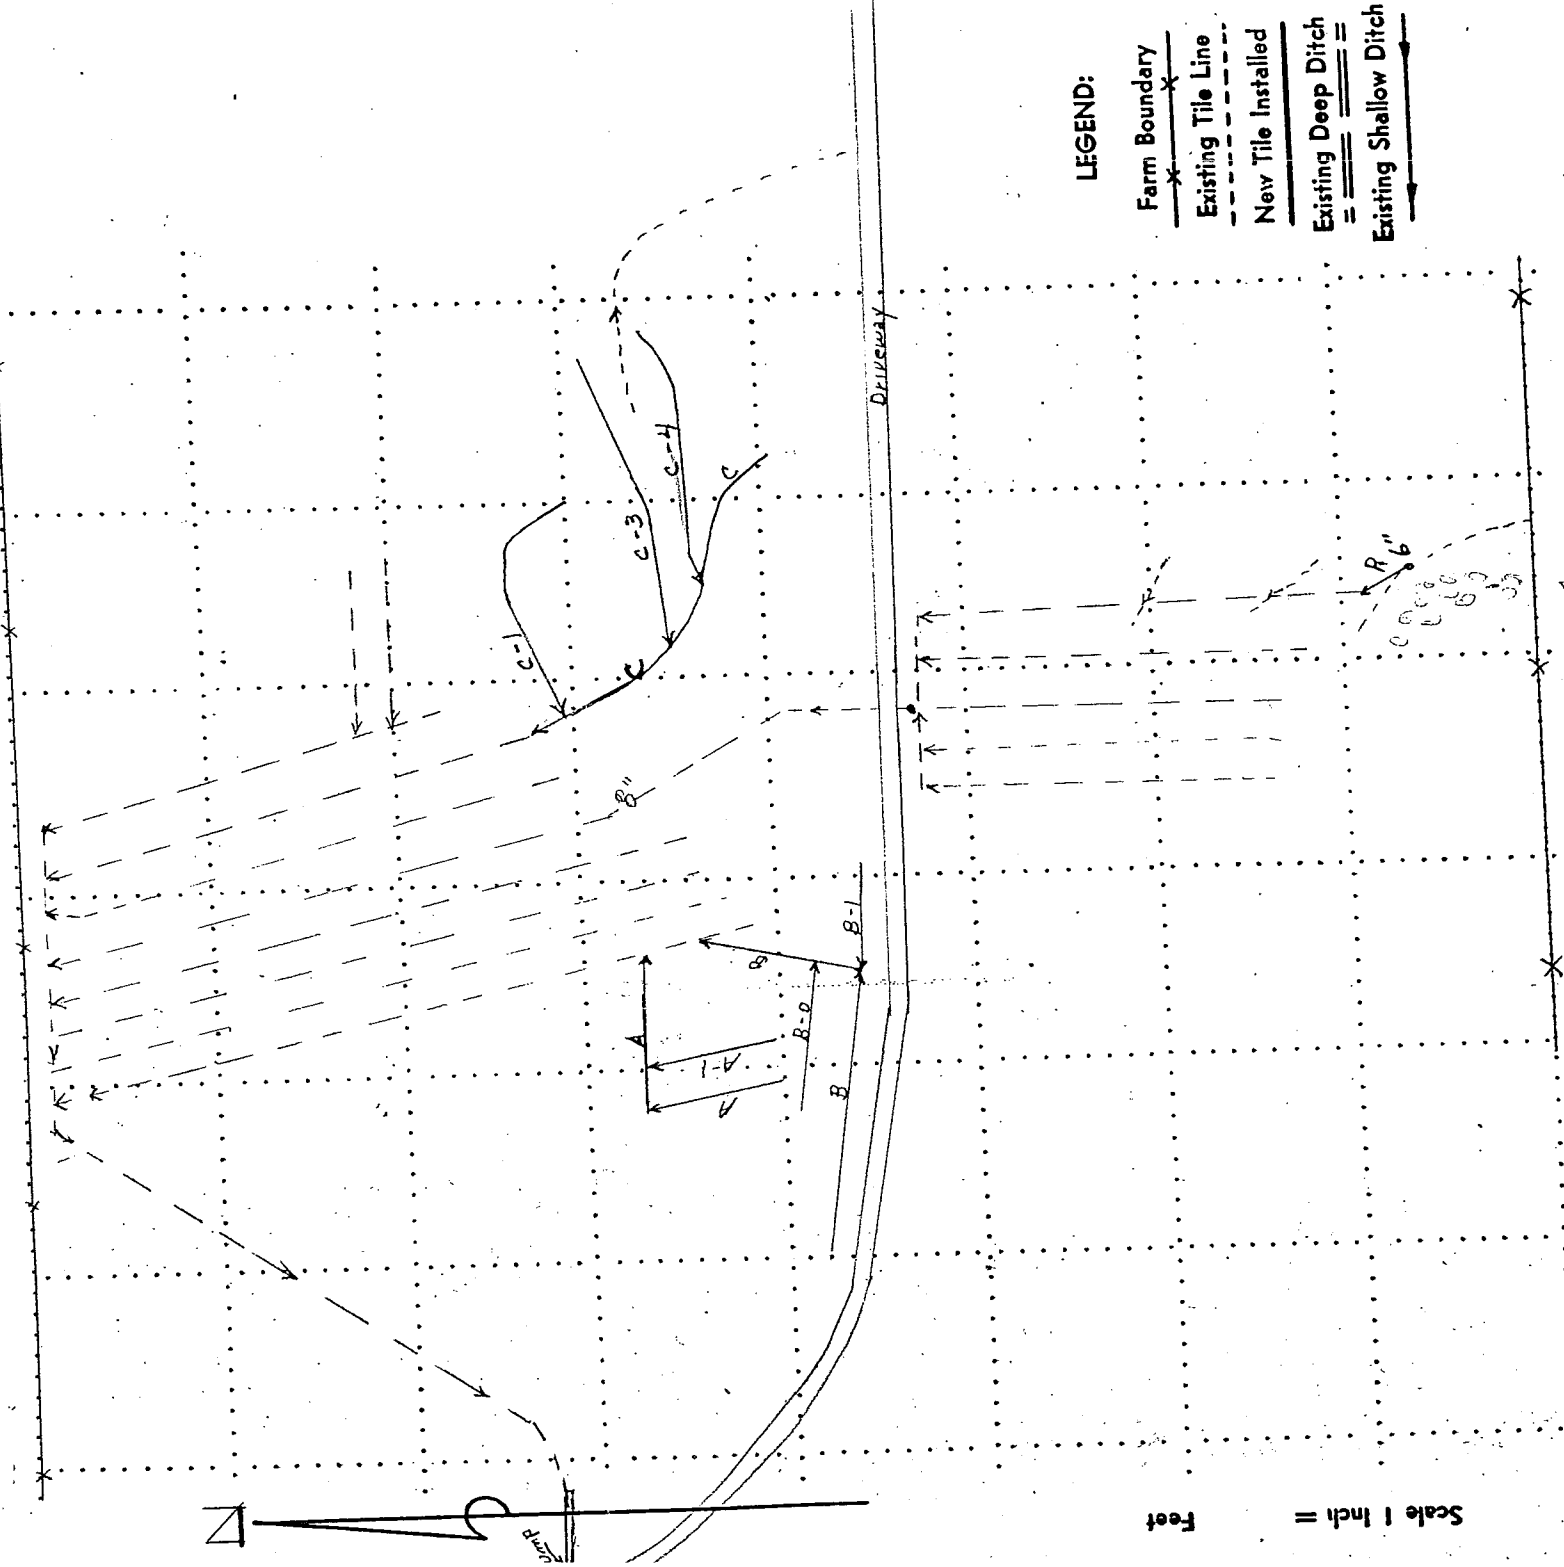 LEGEND:
Farm Boundary
Existing Tile Line
New Tile Installed
Existing Deep Ditch
Existing Shallow Ditch
Driveway
C-1
C
C-3
C-4
C
8"
A
A-1
A
B
B-0
B-1
B
R
6"
N
Scale 1 Inch =
Feet